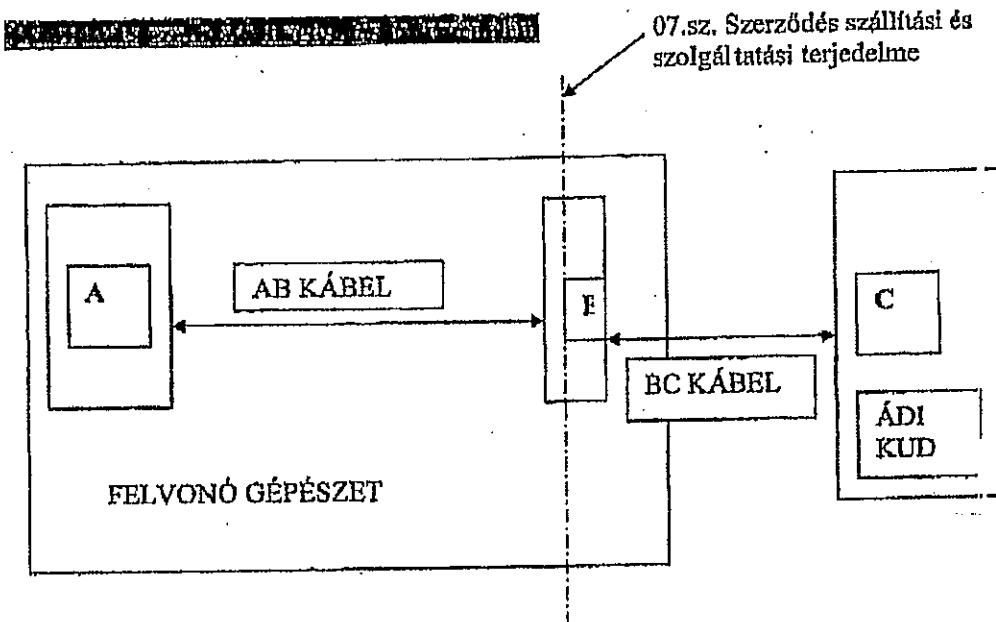 07.sz. Szerződés szállítási és
szolgáltatási terjedelme
A
AB KÁBEL
C
BC KÁBEL
ÁDI
KUD
FELVONÓ GÉPÉSZET